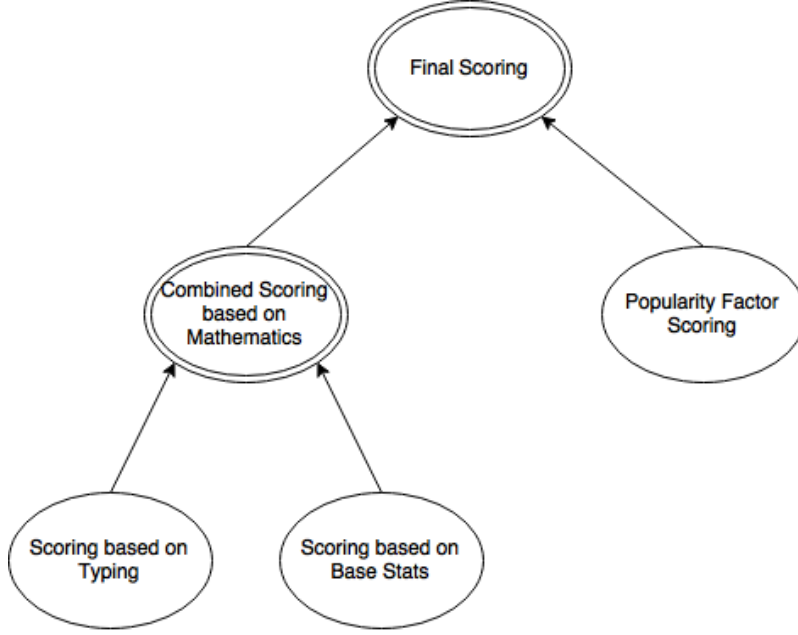 Final Scoring
Combined Scoring
based on
Mathematics
Popularity Factor
Scoring
Scoring based on
Typing
Scoring based on
Base Stats